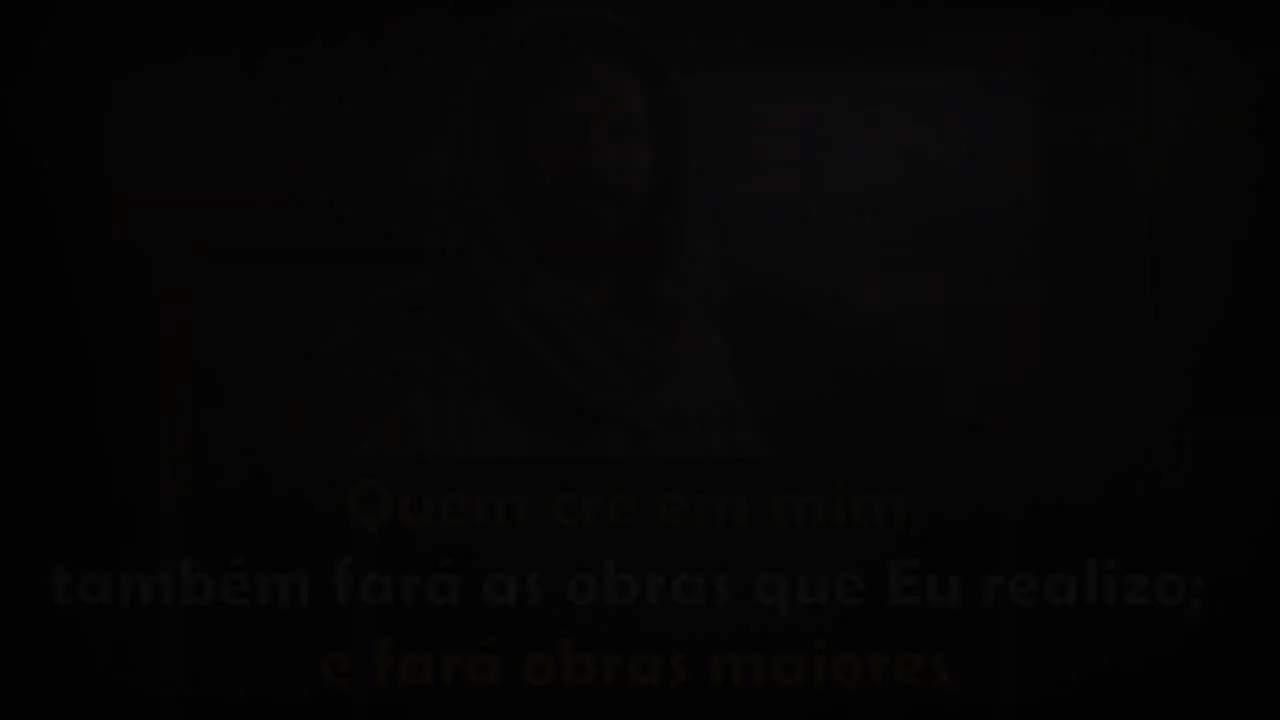 Quem crê em mim,
também fará as obras que Eu realizo;
e fará obras maiores